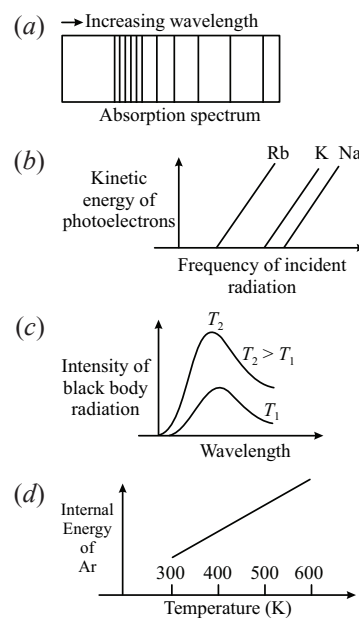 (a) → Increasing wavelength
Absorption spectrum
(b)
Rb K Na
Kinetic
energy of
photoelectrons
Frequency of incident
radiation
(c)
T₂
Intensity of
black body
radiation
T₂ > T₁
T₁
Wavelength
(d)
Internal
Energy
of
Ar
300 400 500 600
Temperature (K)